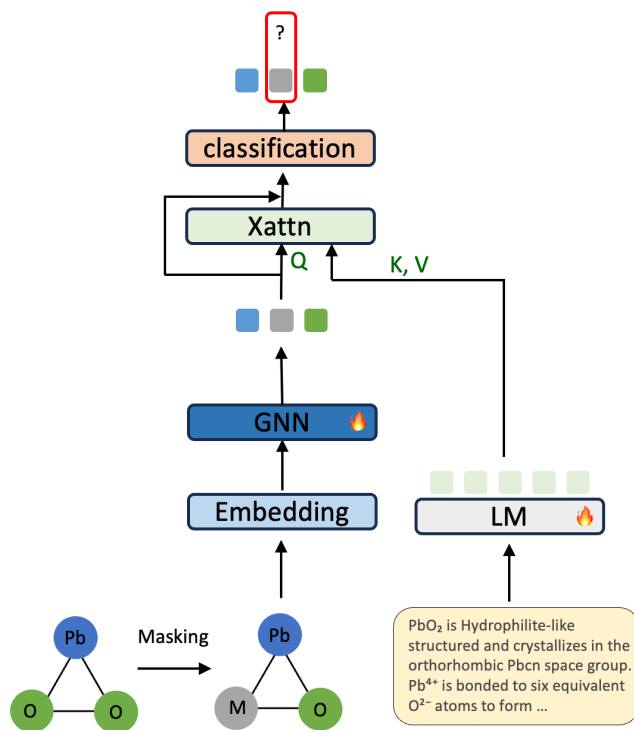 ?
classification
Xattn
Q
K, V
GNN
Embedding
LM
Pb
Masking
Pb
O
O
M
O
PbO₂ is Hydrophilite-like
structured and crystallizes in the
orthorhombic Pbcn space group.
Pb⁴⁺ is bonded to six equivalent
O²⁻ atoms to form ...